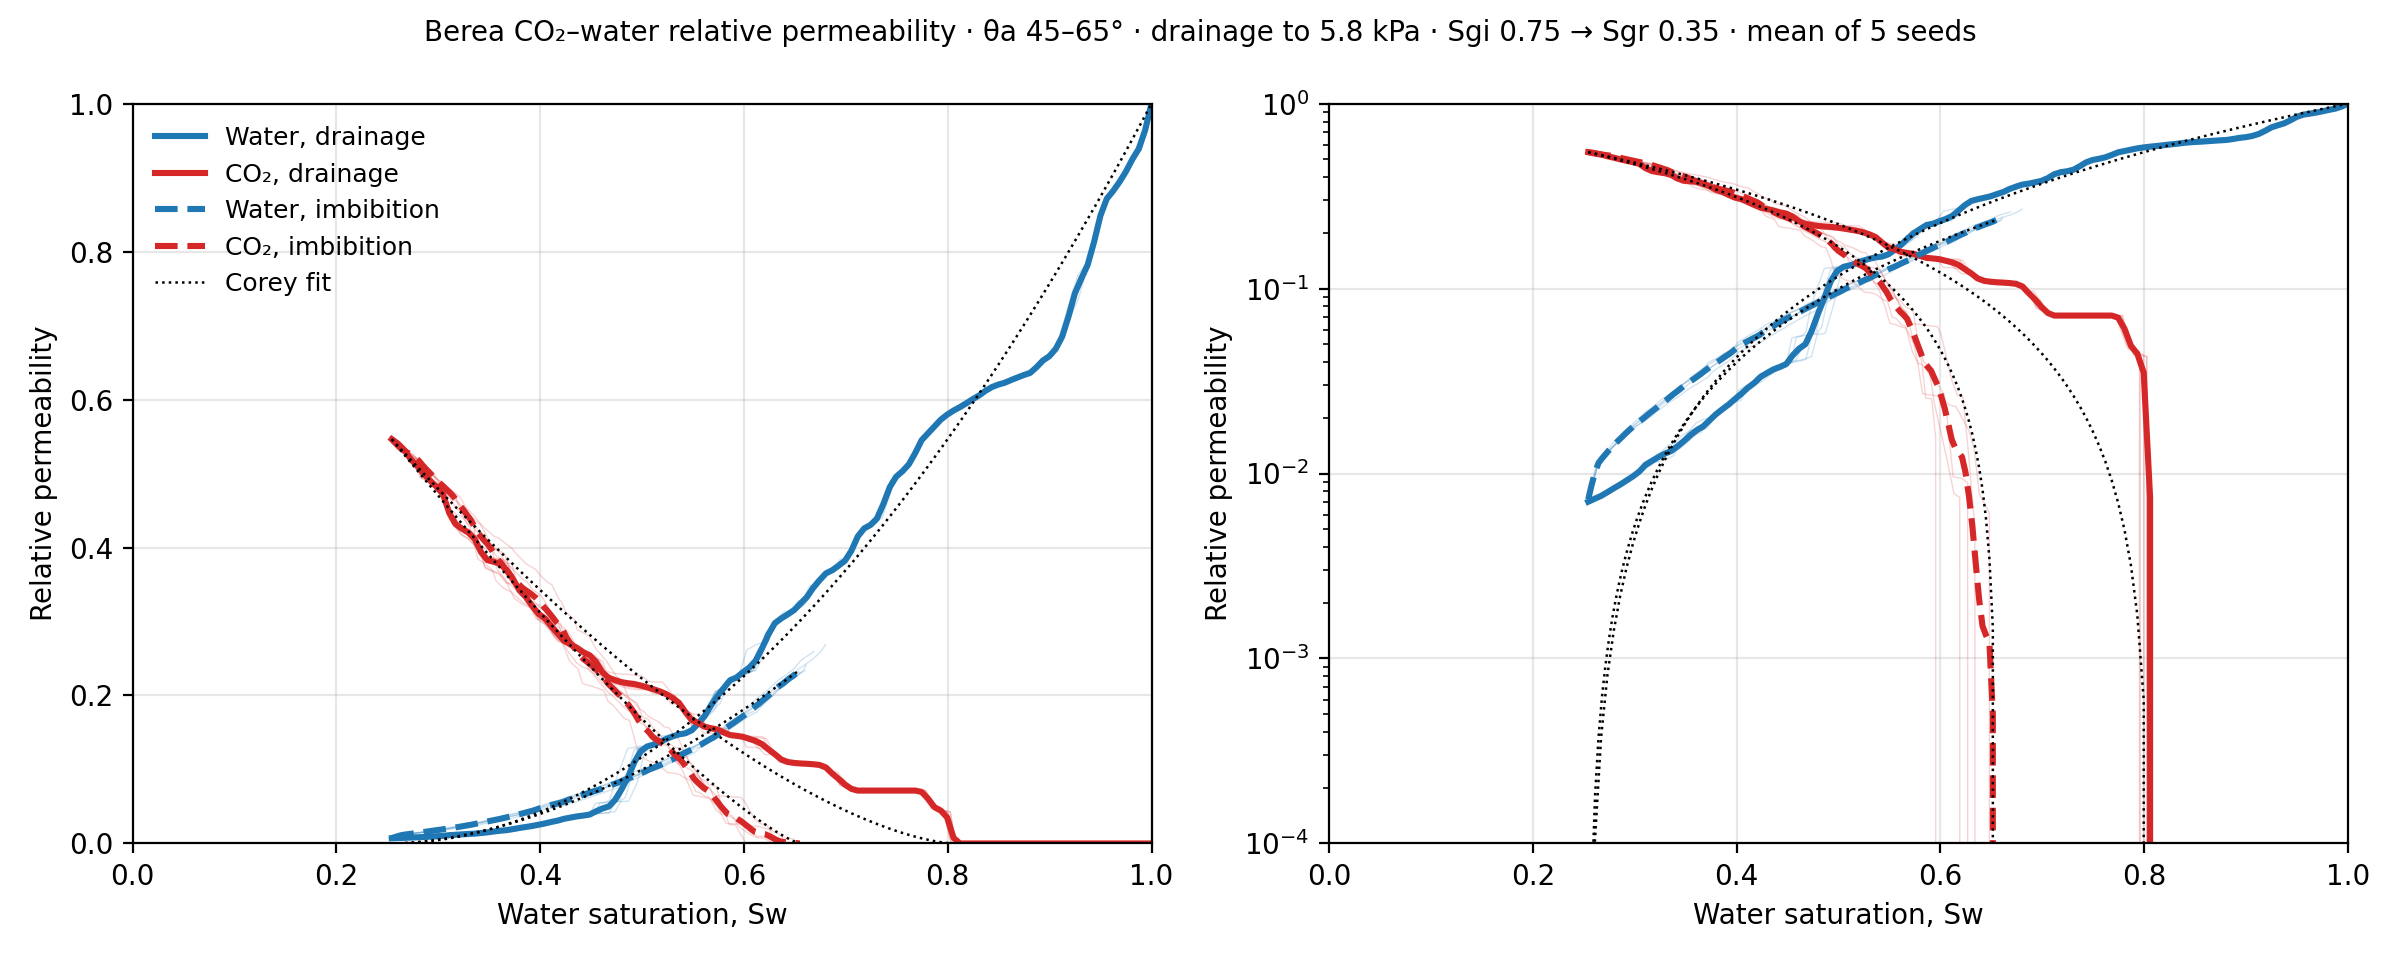 Berea CO₂–water relative permeability · θa 45–65° · drainage to 5.8 kPa · Sgi 0.75 → Sgr 0.35 · mean of 5 seeds
Relative permeability
1.0
0.8
0.6
0.4
0.2
0.0
Water, drainage
CO₂, drainage
Water, imbibition
CO₂, imbibition
Corey fit
0.0 0.2 0.4 0.6 0.8 1.0
Water saturation, Sw
Relative permeability
10⁰
10⁻¹
10⁻²
10⁻³
10⁻⁴
0.0 0.2 0.4 0.6 0.8 1.0
Water saturation, Sw